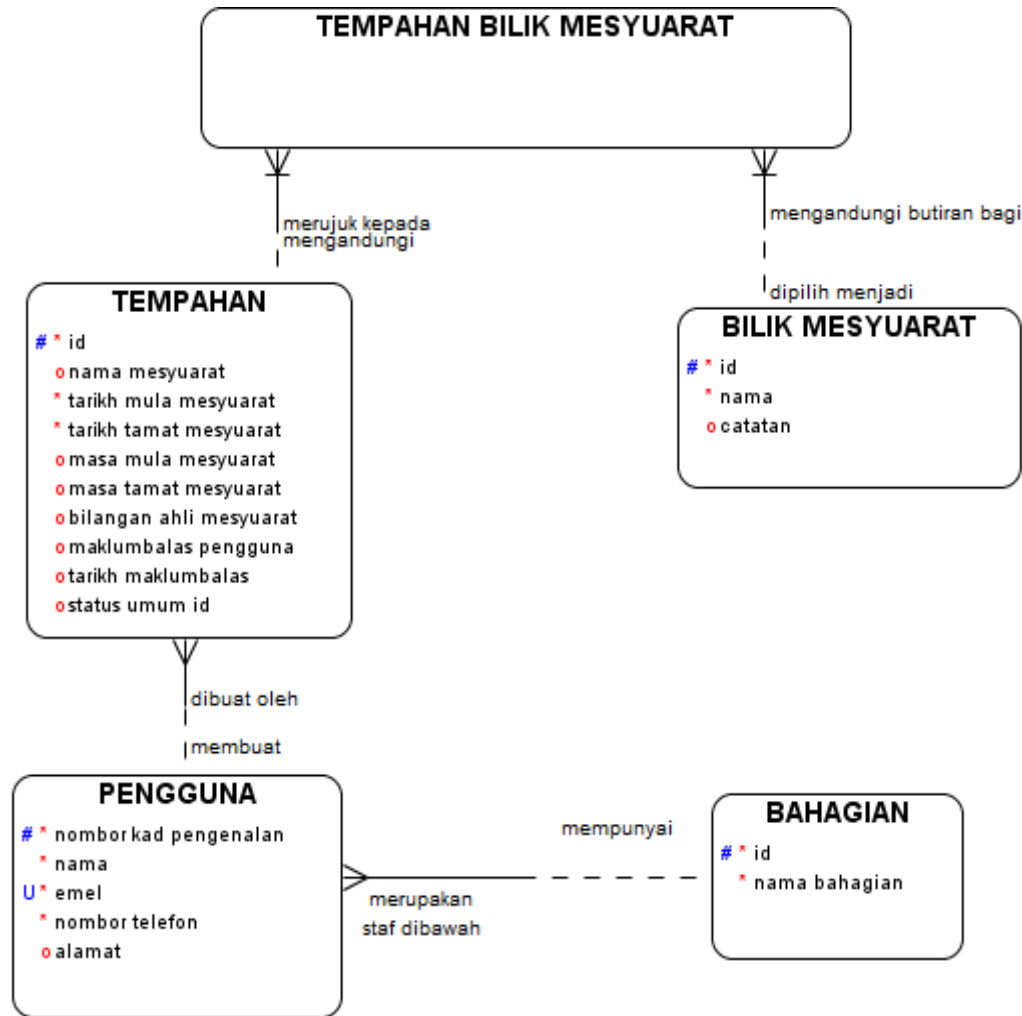 TEMPAHAN BILIK MESYUARAT
merujuk kepada
mengandungi
mengandungi butiran bagi
dipilih menjadi
TEMPAHAN
# * id
o nama mesyuarat
* tarikh mula mesyuarat
* tarikh tamat mesyuarat
o masa mula mesyuarat
o masa tamat mesyuarat
o bilangan ahli mesyuarat
o maklumbalas pengguna
o tarikh maklumbalas
o status umum id
BILIK MESYUARAT
# * id
* nama
o catatan
dibuat oleh
membuat
PENGGUNA
# * nombor kad pengenalan
* nama
U * emel
* nombor telefon
o alamat
mempunyai
merupakan
staf dibawah
BAHAGIAN
# * id
* nama bahagian